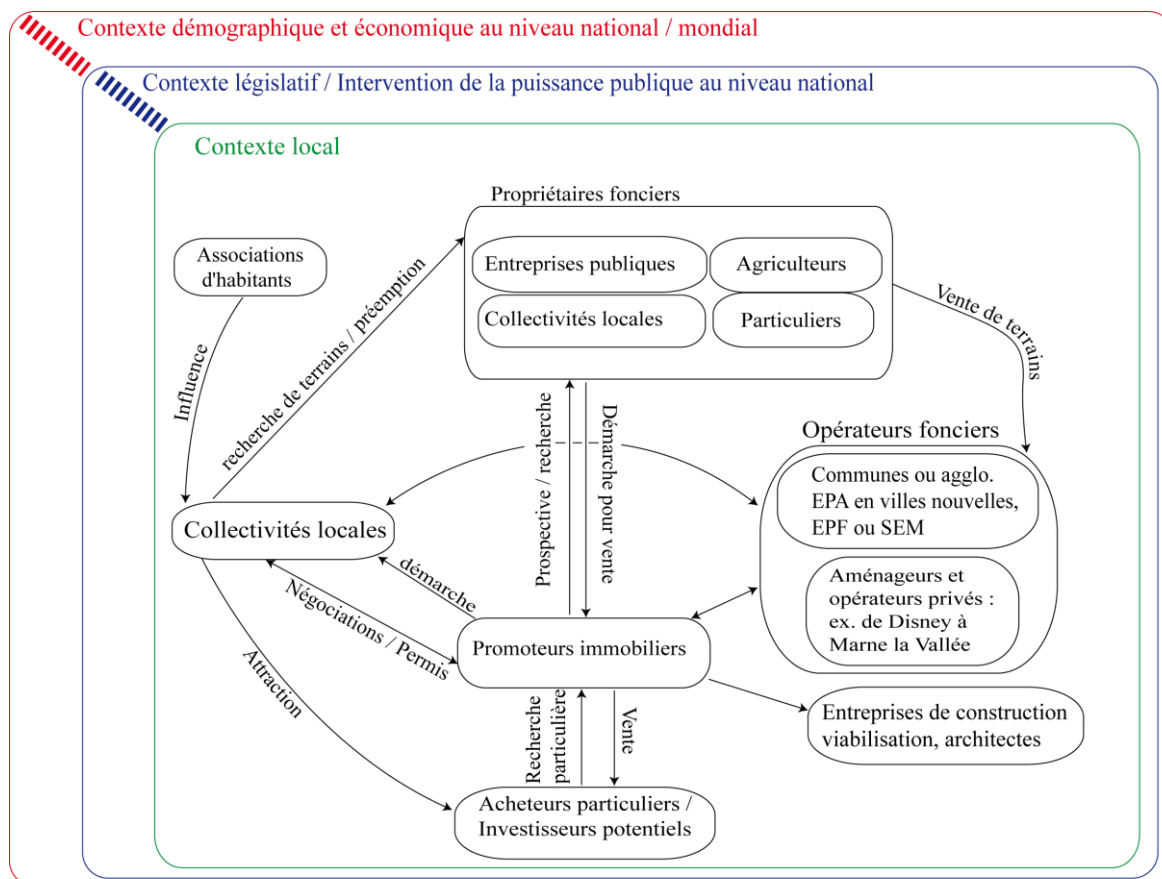 Contexte démographique et économique au niveau national / mondial
Contexte législatif / Intervention de la puissance publique au niveau national
Contexte local
Propriétaires fonciers
Associations
d'habitants
Entreprises publiques
Agriculteurs
Collectivités locales
Particuliers
Influence
recherche de terrains / préemption
Vente de terrains
Prospective / recherche
Démarche pour vente
Opérateurs fonciers
Communes ou agglo.
EPA en villes nouvelles,
EPF ou SEM
Collectivités locales
démarche
Négociations / Permis
Aménageurs et
opérateurs privés :
ex. de Disney à
Marne la Vallée
Promoteurs immobiliers
Attraction
Recherche
particulière
Vente
Entreprises de construction
viabilisation, architectes
Acheteurs particuliers /
Investisseurs potentiels